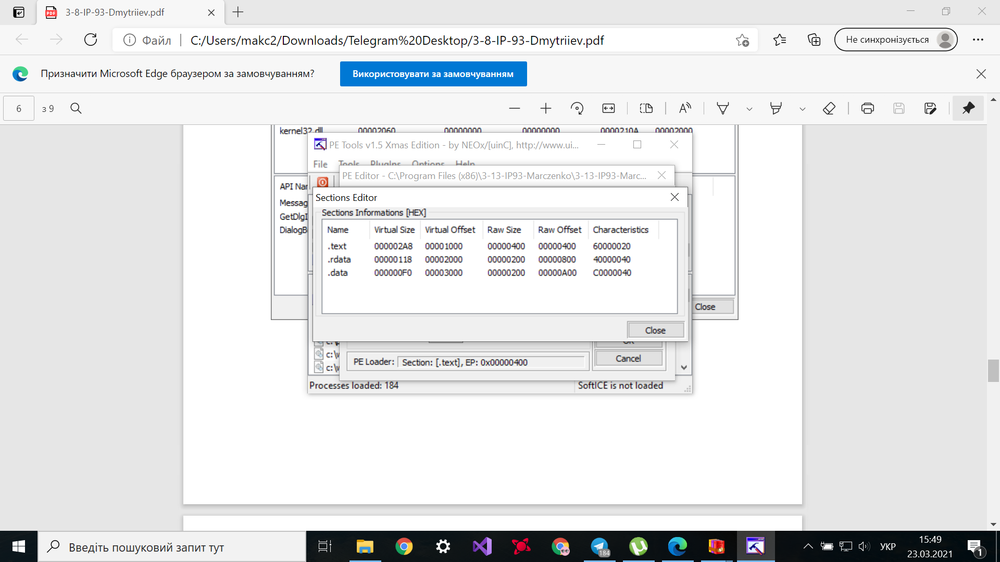 3-8-IP-93-Dmytriiev.pdf
Файл
C:/Users/makc2/Downloads/Telegram%20Desktop/3-8-IP-93-Dmytriiev.pdf
Не синхронізується
Призначити Microsoft Edge браузером за замовчуванням?
Використовувати за замовчуванням
6 з 9
kernel32.dll 00002060 00000000 00000000 0000210A 00002000
PE Tools v1.5 Xmas Edition - by NEOx/[uinC], http://www.ui...
File Tools PlugIns Options Help
PE Editor - C:\Program Files (x86)\3-13-IP93-Marczenko\3-13-IP93-Marc...
API Nar
Messag
GetDlgI
DialogB
Sections Editor
Sections Informations [HEX]
Name Virtual Size Virtual Offset Raw Size Raw Offset Characteristics
.text 000002A8 00001000 00000400 00000400 60000020
.rdata 00000118 00002000 00000200 00000800 40000040
.data 000000F0 00003000 00000200 00000A00 C0000040
Close
Close
OK
Cancel
PE Loader: Section: [.text], EP: 0x00000400
Processes loaded: 184
SoftICE is not loaded
Введіть пошуковий запит тут
184
УКР
15:49
23.03.2021
1